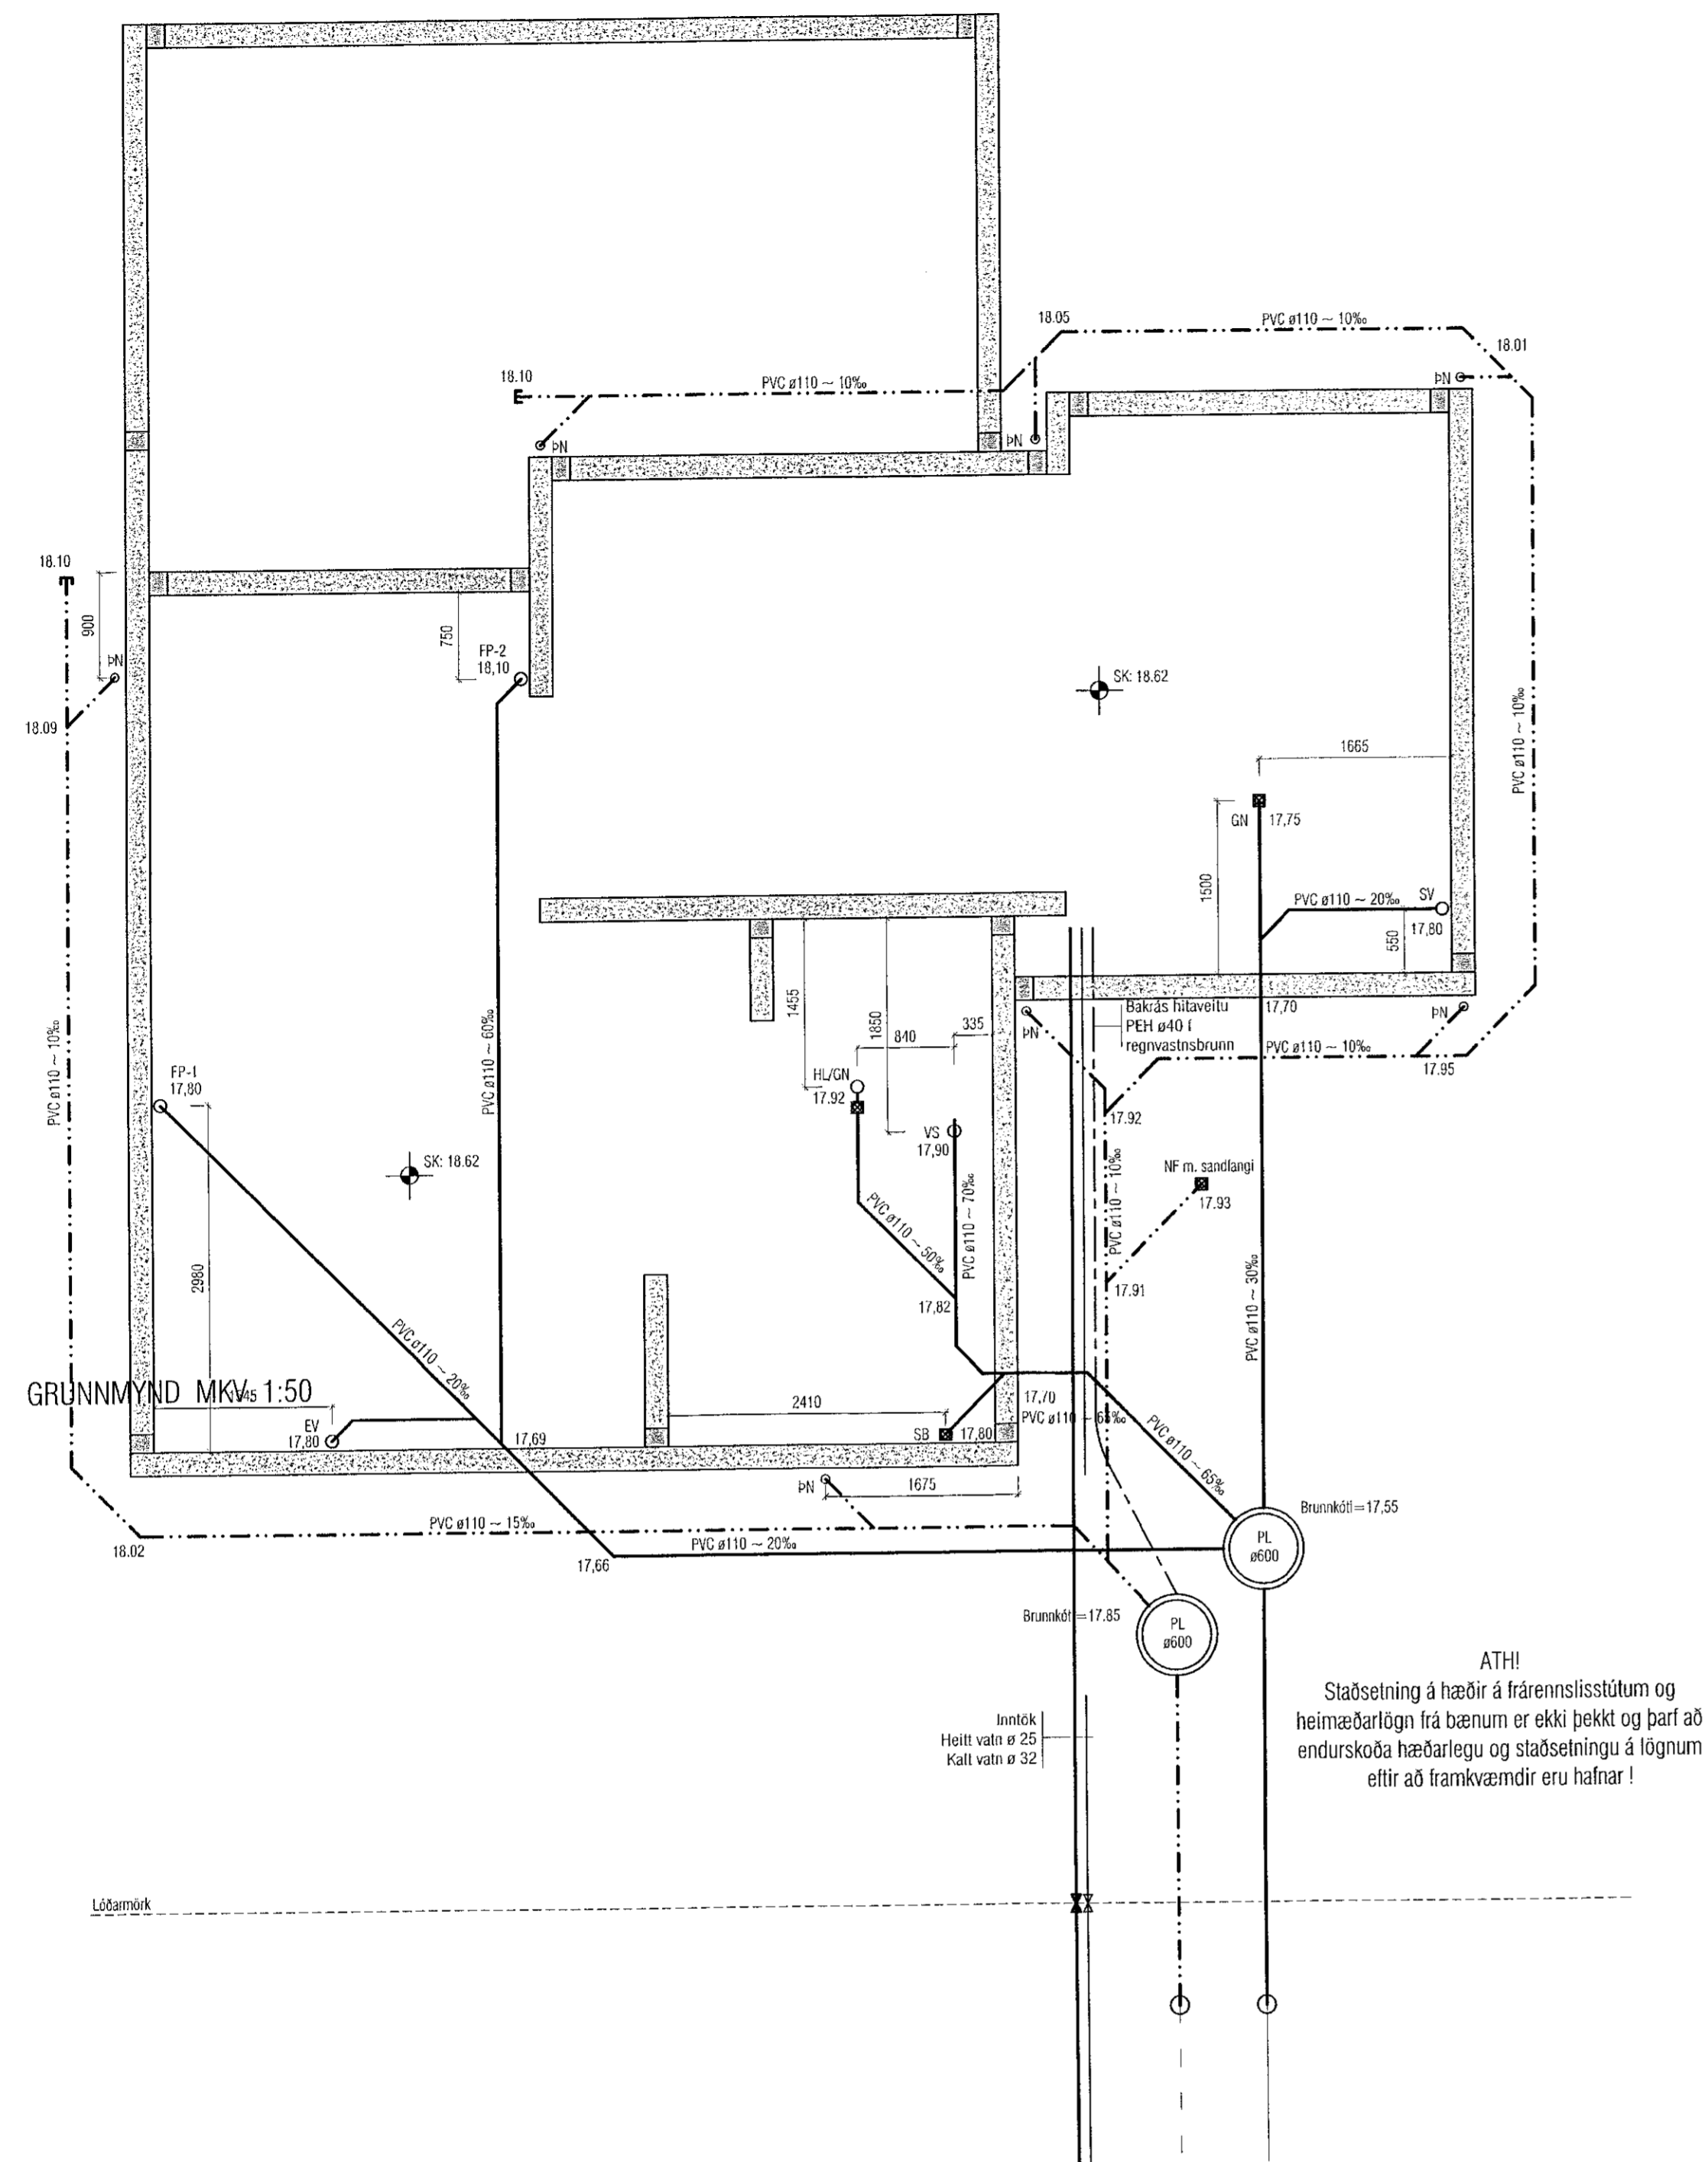 18.05
PVC ø110 ~ 10‰
18.01
18.10
PVC ø110 ~ 10‰
ÞN
ÞN
ÞN
18.10
900
750
FP-2
18,10
ÞN
18.09
SK: 18.62
PVC ø110 ~ 10‰
1665
GN
17,75
1500
PVC ø110 ~ 20‰
SV
17,80
550
PVC ø110 ~ 10‰
PVC ø110 ~ 60‰
1455
1850
335
840
Bakrás hitaveitu
PEH ø40 í
regnvastnsbrunn
17,70
ÞN
ÞN
PVC ø110 ~ 10‰
17.95
FP-1
17,80
HL/GN
17.92
17.92
VS
17,90
SK: 18.62
NF m. sandfangi
17.93
PVC ø110 ~ 10‰
PVC ø110 ~ 50‰
PVC ø110 ~ 70‰
2980
17.91
17,82
PVC ø110 ~ 30‰
PVC ø110 ~ 20‰
GRUNNMYND MKV 1:50
2410
17,70
PVC ø110 ~ 65‰
PVC ø110 ~ 65‰
EV
17,80
17,69
SB
17,80
ÞN
1675
Brunnkóti=17,55
PVC ø110 ~ 15‰
PVC ø110 ~ 20‰
18.02
17,66
PL
ø600
Brunnkóti=17.85
PL
ø600
ATH!
Staðsetning á hæðir á frárennslisstútum og
heimæðarlögn frá bænum er ekki þekkt og þarf að
endurskoða hæðarlegu og staðsetningu á lögnum
eftir að framkvæmdir eru hafnar !
Inntök
Heitt vatn ø 25
Kalt vatn ø 32
Lóðarmörk